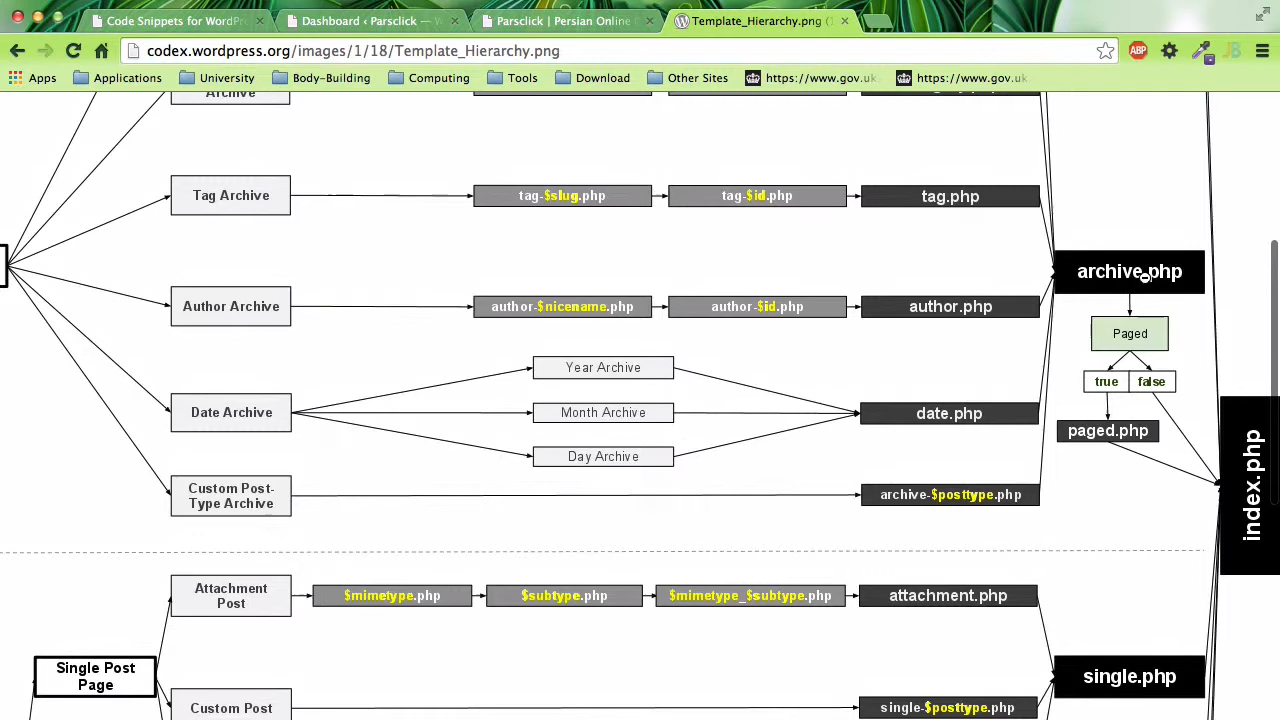 Code Snippets for WordPr
Dashboard ‹ Parsclick — W
Parsclick | Persian Online
Template_Hierarchy.png (1
codex.wordpress.org/images/1/18/Template_Hierarchy.png
Apps
Applications
University
Body-Building
Computing
Tools
Download
Other Sites
https://www.gov.uk
https://www.gov.uk
ABP
Archive
Tag Archive
tag-$slug.php
tag-$id.php
tag.php
archive.php
Author Archive
author-$nicename.php
author-$id.php
author.php
Paged
true
false
paged.php
Date Archive
Year Archive
Month Archive
Day Archive
date.php
Custom Post-
Type Archive
archive-$posttype.php
index.php
Attachment
Post
$mimetype.php
$subtype.php
$mimetype_$subtype.php
attachment.php
Single Post
Page
single.php
Custom Post
single-$posttype.php